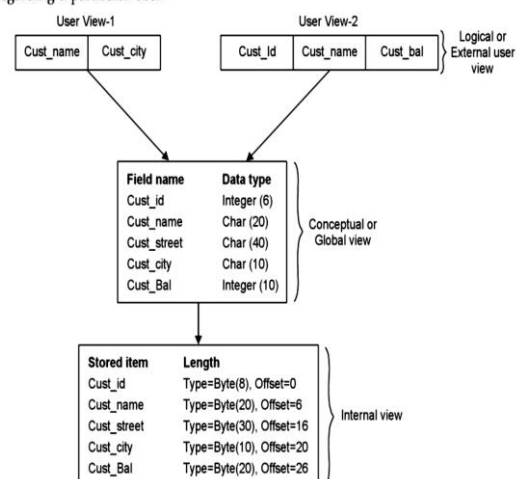 User View-1 User View-2
Cust_name Cust_city Cust_Id Cust_name Cust_bal
Logical or
External user
view
Field name Data type
Cust_id Integer (6)
Cust_name Char (20)
Cust_street Char (40)
Cust_city Char (10)
Cust_Bal Integer (10)
Conceptual or
Global view
Stored item Length
Cust_id Type=Byte(8), Offset=0
Cust_name Type=Byte(20), Offset=6
Cust_street Type=Byte(30), Offset=16
Cust_city Type=Byte(10), Offset=20
Cust_Bal Type=Byte(20), Offset=26
Internal view